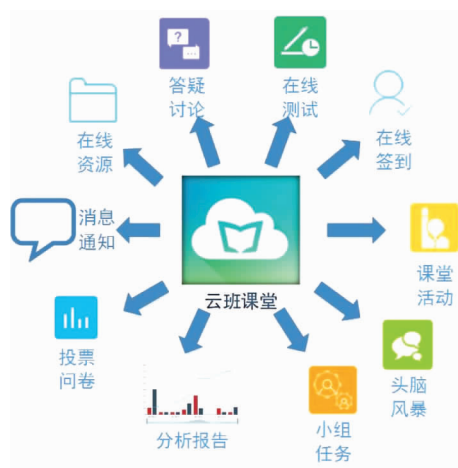 答疑
讨论
在线
测试
在线
资源
在线
签到
消息
通知
云班课堂
课堂
活动
投票
问卷
头脑
风暴
分析报告
小组
任务